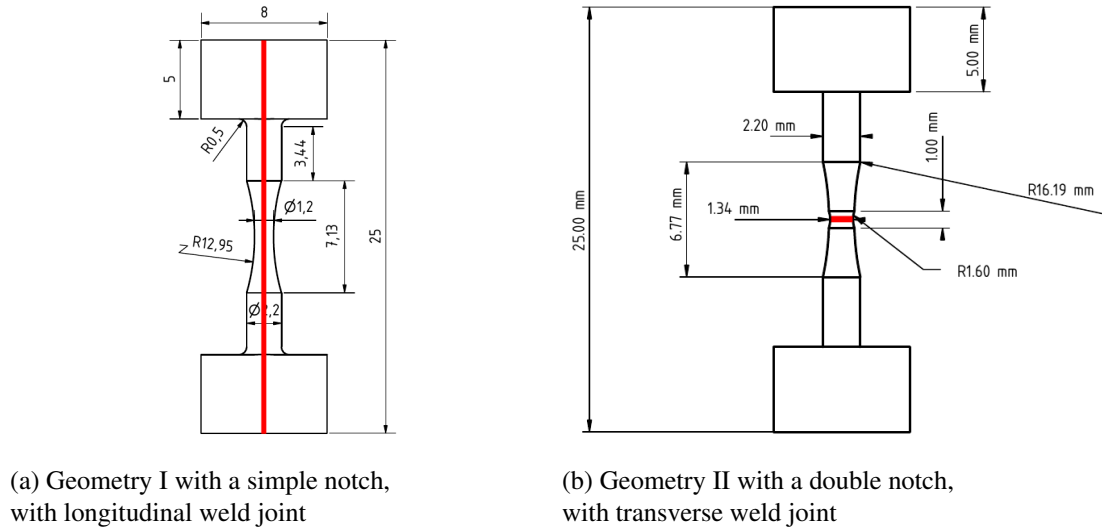 8
5
R0,5
3,44
Ø1,2
7,13
25
R12,95
Ø2,2
5.00 mm
2.20 mm
1.00 mm
R16.19 mm
25.00 mm
6.77 mm
1.34 mm
R1.60 mm
(a) Geometry I with a simple notch,
with longitudinal weld joint
(b) Geometry II with a double notch,
with transverse weld joint